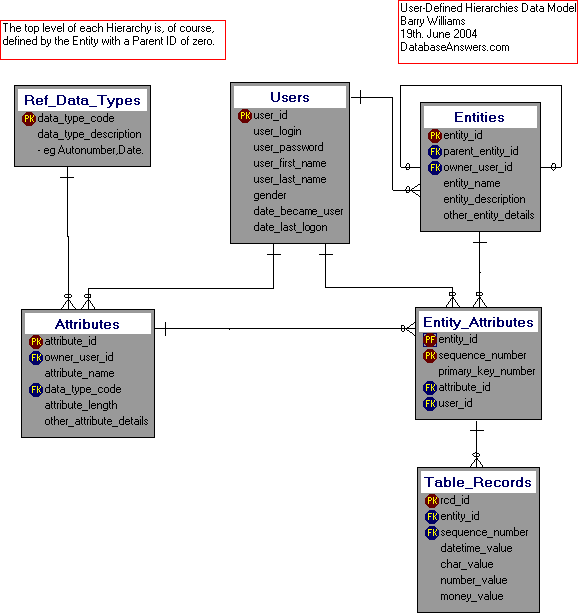 The top level of each Hierarchy is, of course,
defined by the Entity with a Parent ID of zero.
User-Defined Hierarchies Data Model
Barry Williams
19th. June 2004
DatabaseAnswers.com
Ref_Data_Types
PK data_type_code
data_type_description
- eg Autonumber,Date.
Users
PK user_id
user_login
user_password
user_first_name
user_last_name
gender
date_became_user
date_last_logon
Entities
PK entity_id
FK parent_entity_id
FK owner_user_id
entity_name
entity_description
other_entity_details
Attributes
PK attribute_id
FK owner_user_id
attribute_name
FK data_type_code
attribute_length
other_attribute_details
Entity_Attributes
PF entity_id
PK sequence_number
primary_key_number
FK attribute_id
FK user_id
Table_Records
PK rcd_id
FK entity_id
FK sequence_number
datetime_value
char_value
number_value
money_value